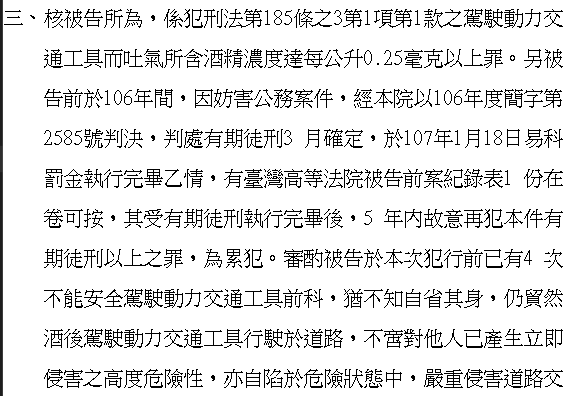 三、核被告所為，係犯刑法第185條之3第1項第1款之駕駛動力交
通工具而吐氣所含酒精濃度達每公升0.25毫克以上罪。另被
告前於106年間，因妨害公務案件，經本院以106年度簡字第
2585號判決，判處有期徒刑3 月確定，於107年1月18日易科
罰金執行完畢乙情，有臺灣高等法院被告前案紀錄表1 份在
卷可按，其受有期徒刑執行完畢後，5 年內故意再犯本件有
期徒刑以上之罪，為累犯。審酌被告於本次犯行前已有4 次
不能安全駕駛動力交通工具前科，猶不知自省其身，仍貿然
酒後駕駛動力交通工具行駛於道路，不啻對他人已產生立即
侵害之高度危險性，亦自陷於危險狀態中，嚴重侵害道路交